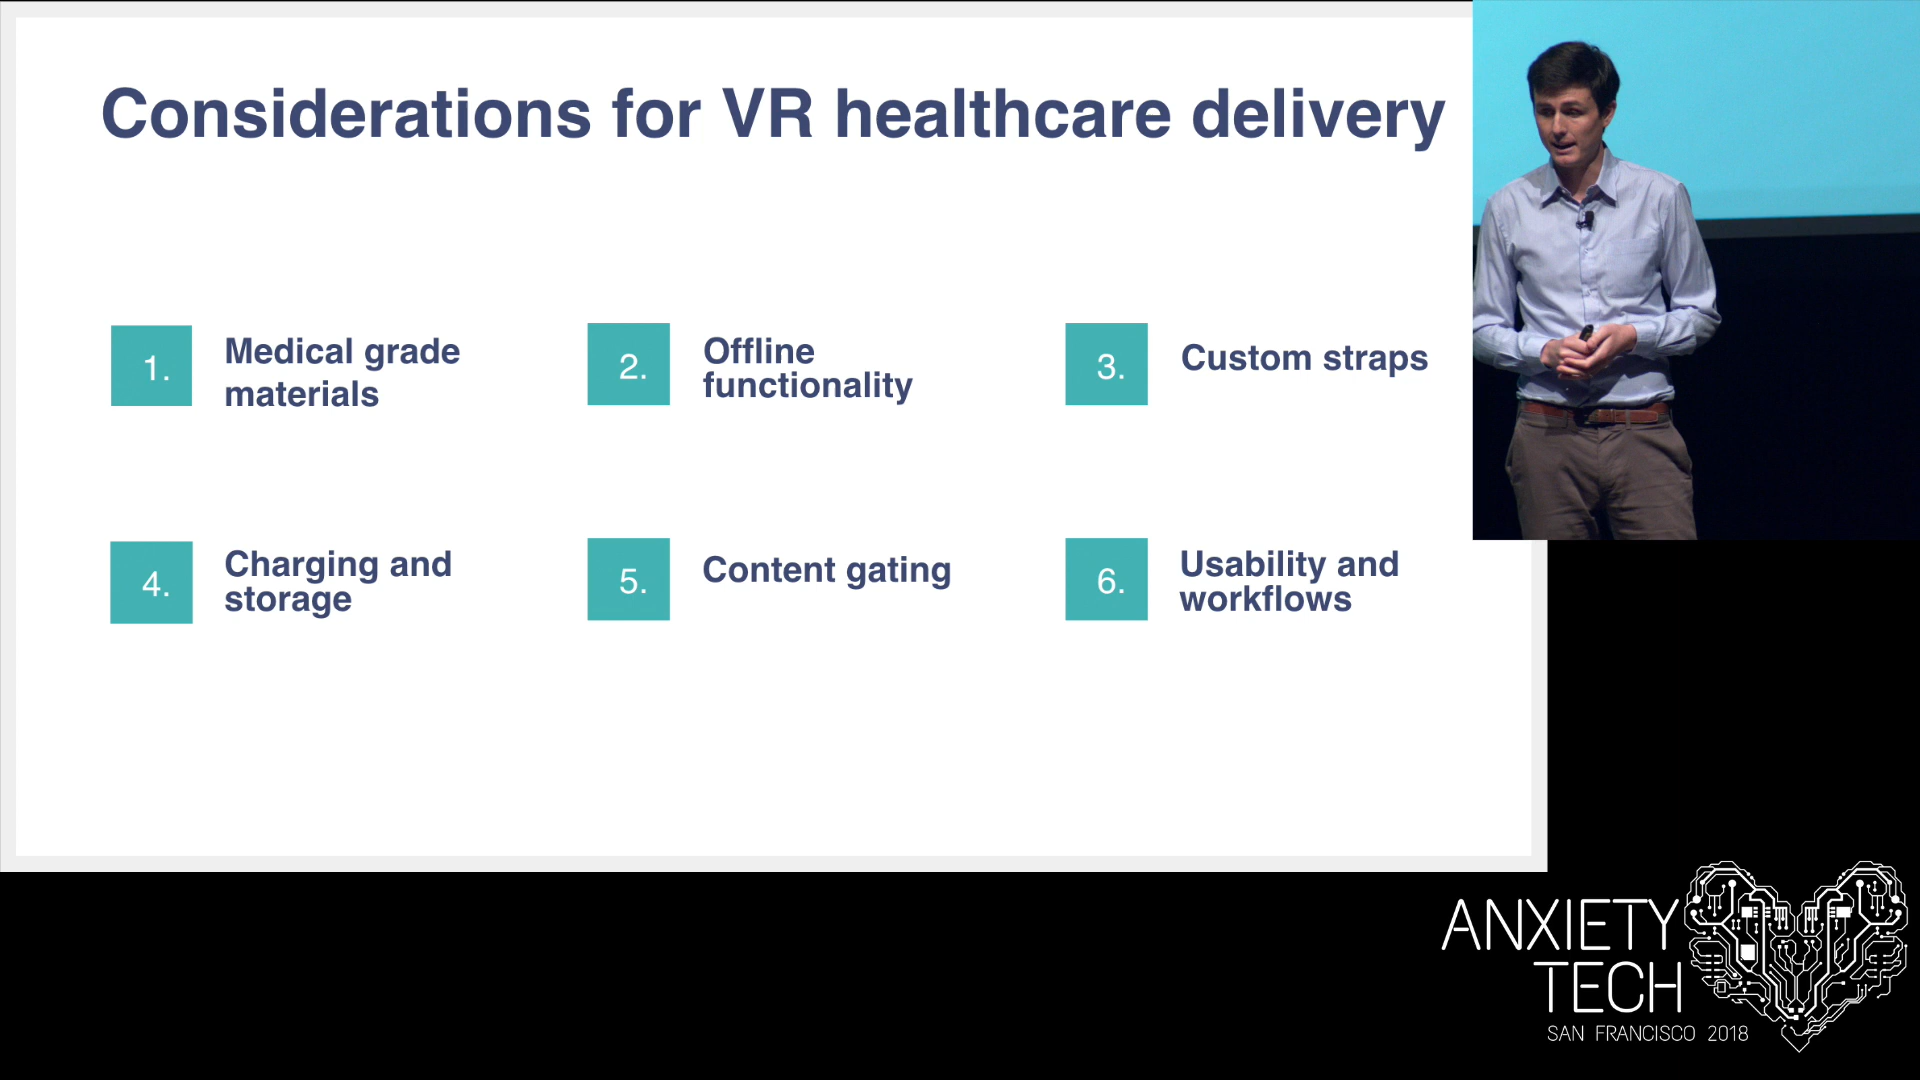 Considerations for VR healthcare delivery
1. Medical grade
materials
2. Offline
functionality
3. Custom straps
4. Charging and
storage
5. Content gating
6. Usability and
workflows
ANXIETY
TECH
SAN FRANCISCO 2018